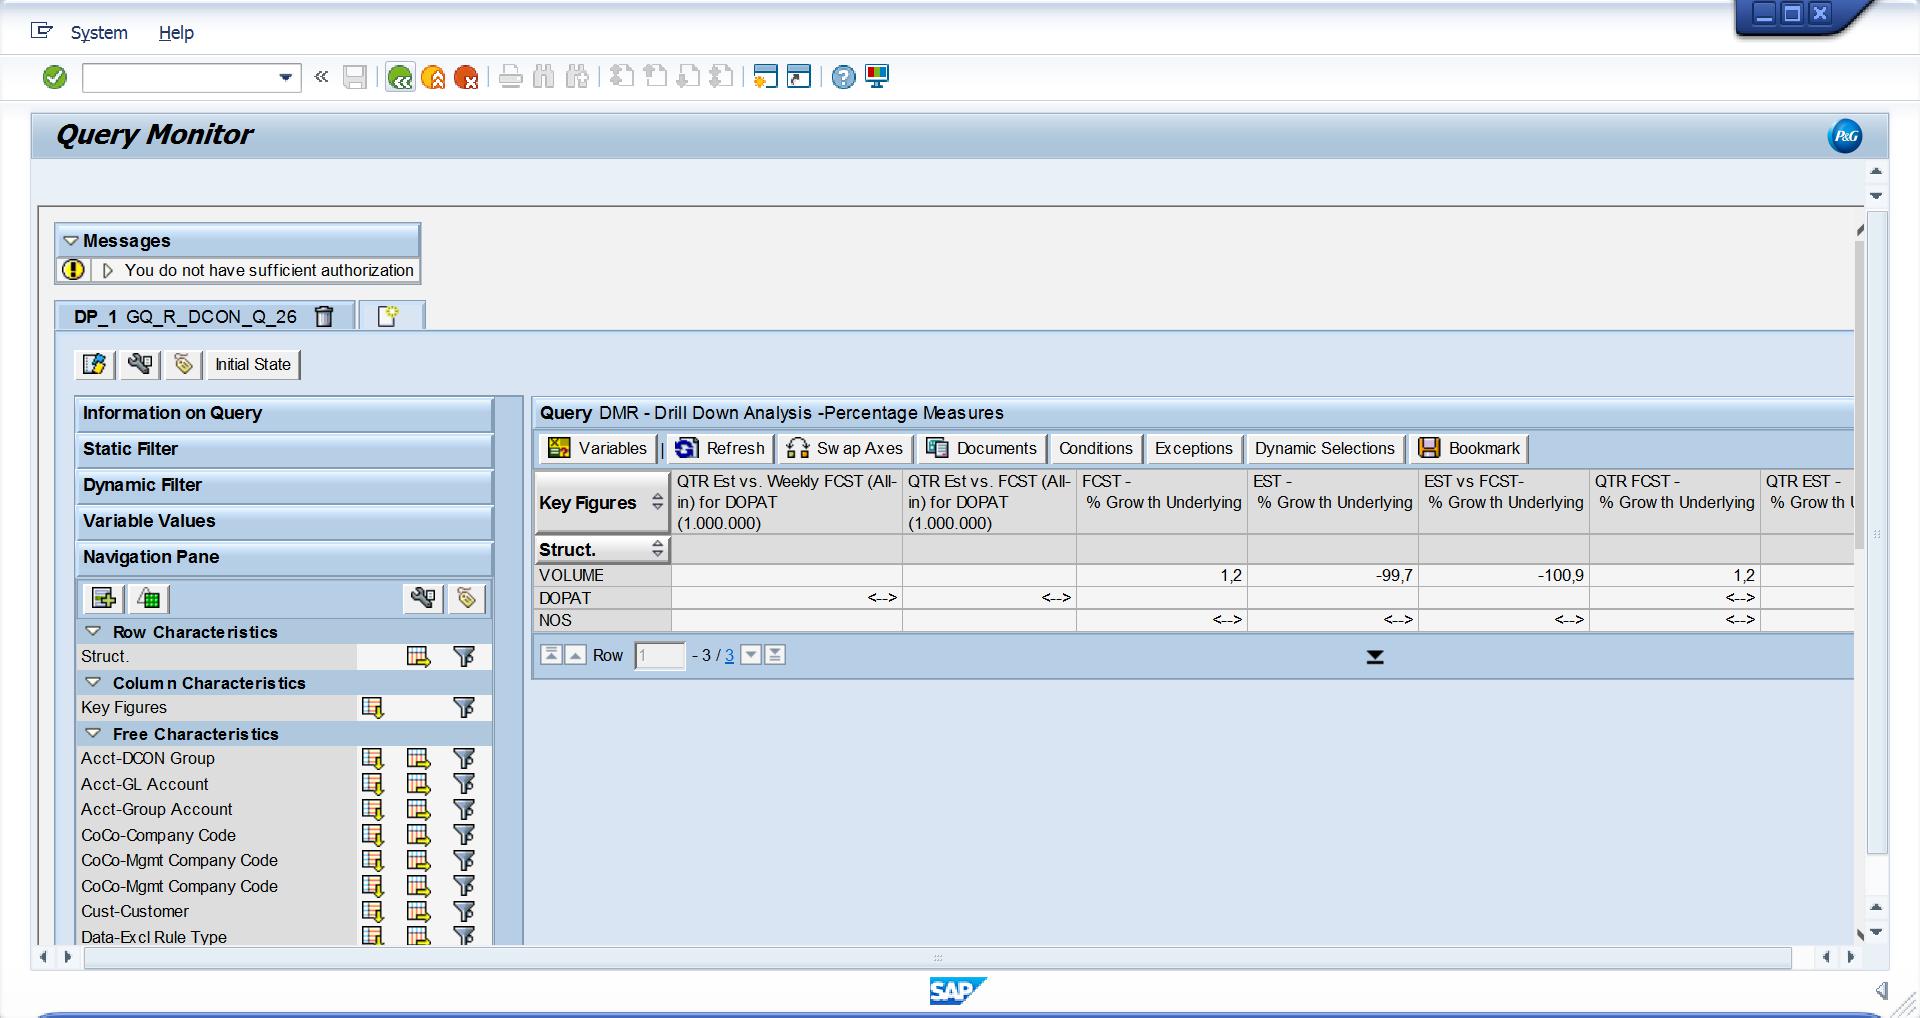 System Help
Query Monitor
P&G
Messages
You do not have sufficient authorization
DP_1 GQ_R_DCON_Q_26
Initial State
Information on Query
Static Filter
Dynamic Filter
Variable Values
Navigation Pane
Row Characteristics
Struct.
Column Characteristics
Key Figures
Free Characteristics
Acct-DCON Group
Acct-GL Account
Acct-Group Account
CoCo-Company Code
CoCo-Mgmt Company Code
CoCo-Mgmt Company Code
Cust-Customer
Data-Excl Rule Type
Query DMR - Drill Down Analysis -Percentage Measures
Variables Refresh Swap Axes Documents Conditions Exceptions Dynamic Selections Bookmark
Key Figures
QTR Est vs. Weekly FCST (All-
in) for DOPAT
(1.000.000)
QTR Est vs. FCST (All-
in) for DOPAT
(1.000.000)
FCST -
% Growth Underlying
EST -
% Growth Underlying
EST vs FCST-
% Growth Underlying
QTR FCST -
% Growth Underlying
QTR EST -
% Growth U
Struct.
VOLUME 1,2 -99,7 -100,9 1,2
DOPAT <--> <--> <-->
NOS <--> <--> <--> <-->
Row 1 - 3 / 3
SAP